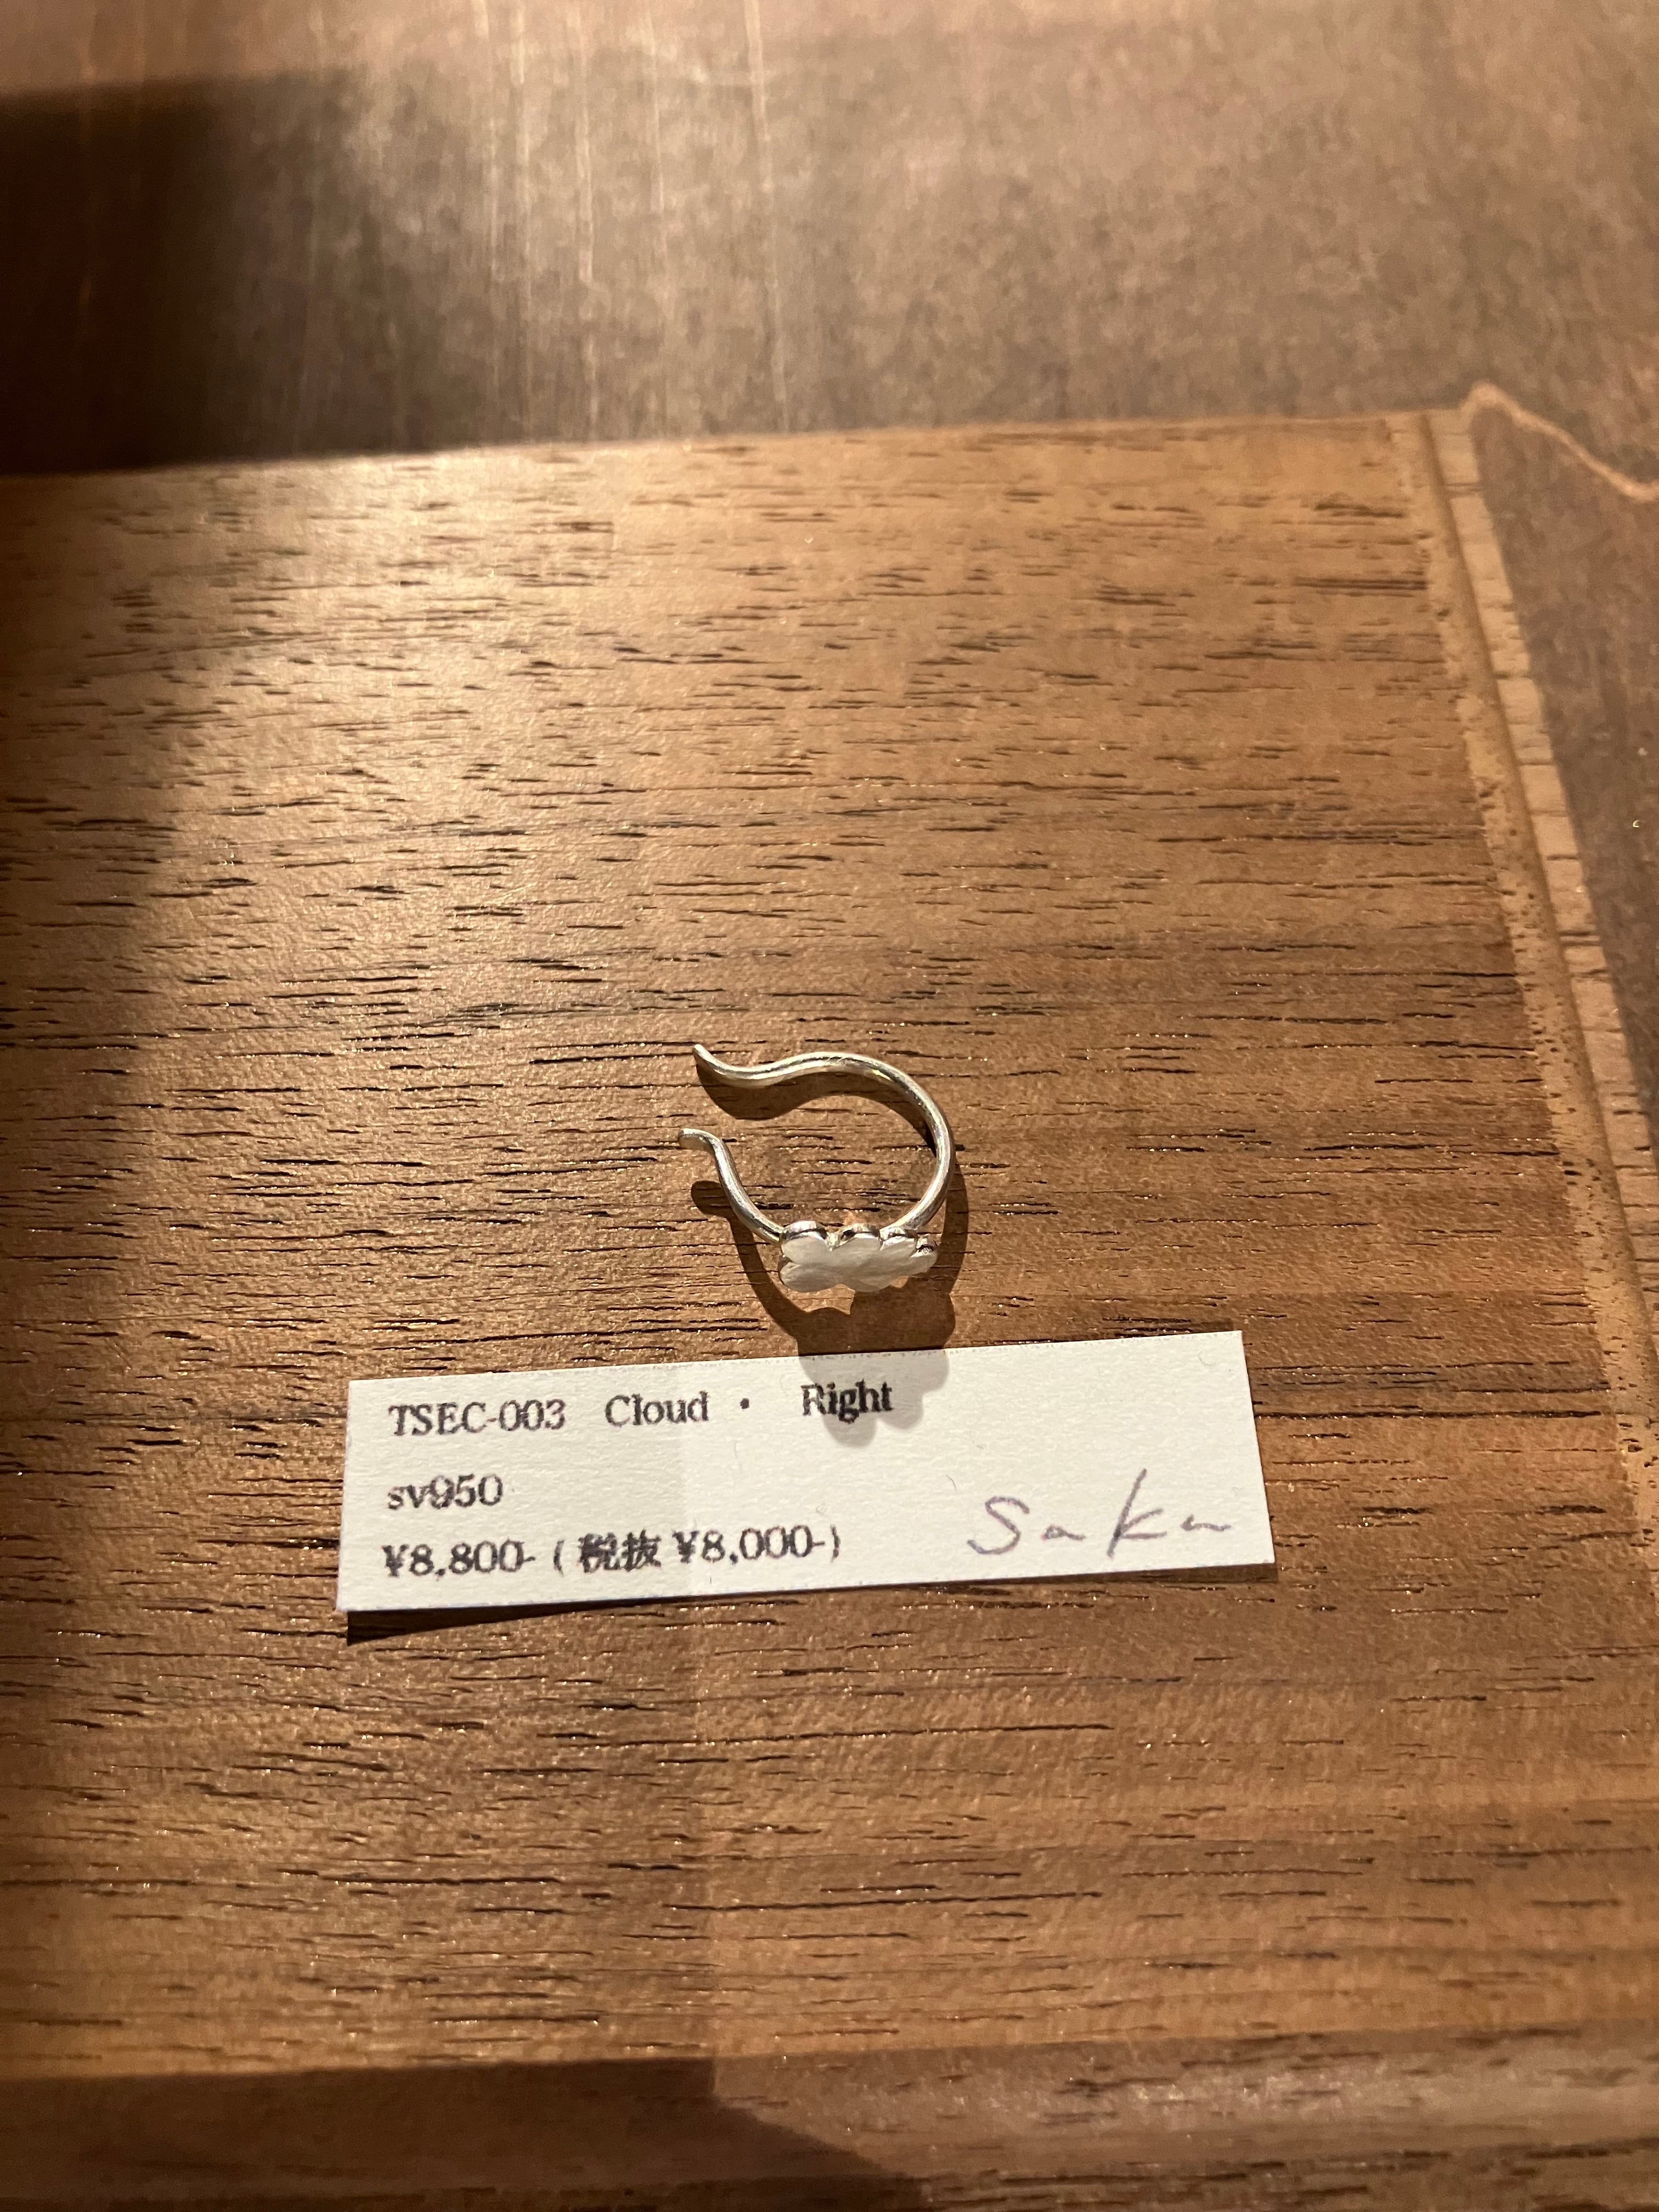 TSEC-003 Cloud・ Right
sv950
¥8,800-(税抜 ¥8,000-)
Saku